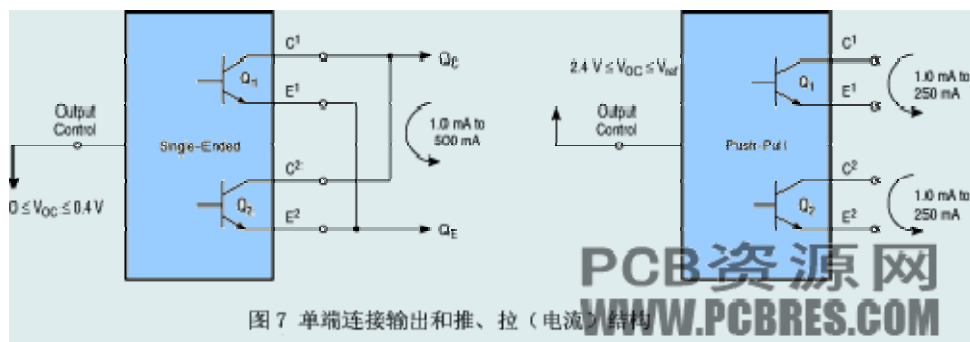 C1
Q1
E1
QC
Output
Control
Single-Ended
1.0 mA to
500 mA
C2
Q2
E2
QE
0 ≤ VOC ≤ 0.4 V
2.4 V ≤ VOC ≤ Vref
Output
Control
Push-Pull
C1
Q1
E1
1.0 mA to
250 mA
C2
Q2
E2
1.0 mA to
250 mA
PCB资源网
WWW.PCBRES.COM
图 7 单端连接输出和推、拉（电流）结构